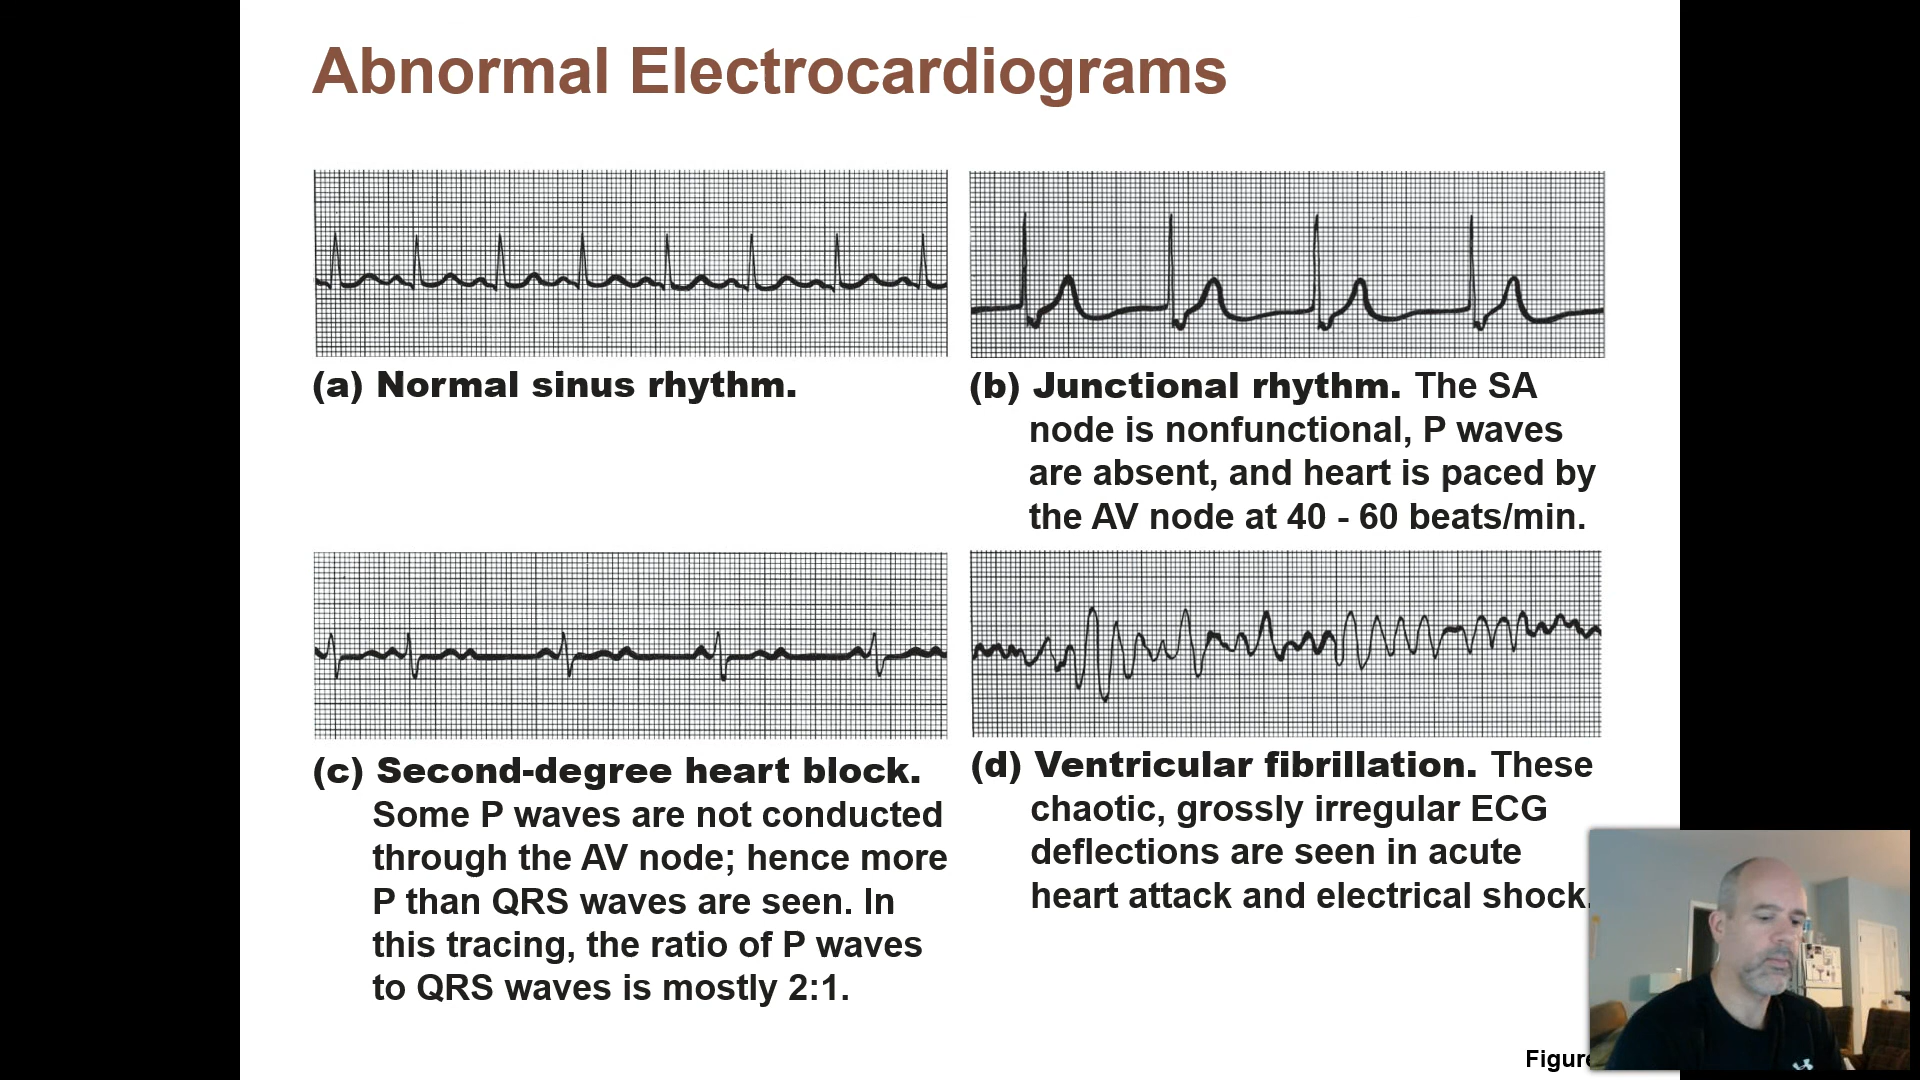 Abnormal Electrocardiograms
(a) Normal sinus rhythm.
(b) Junctional rhythm. The SA
node is nonfunctional, P waves
are absent, and heart is paced by
the AV node at 40 - 60 beats/min.
(c) Second-degree heart block.
Some P waves are not conducted
through the AV node; hence more
P than QRS waves are seen. In
this tracing, the ratio of P waves
to QRS waves is mostly 2:1.
(d) Ventricular fibrillation. These
chaotic, grossly irregular ECG
deflections are seen in acute
heart attack and electrical shock.
Figure